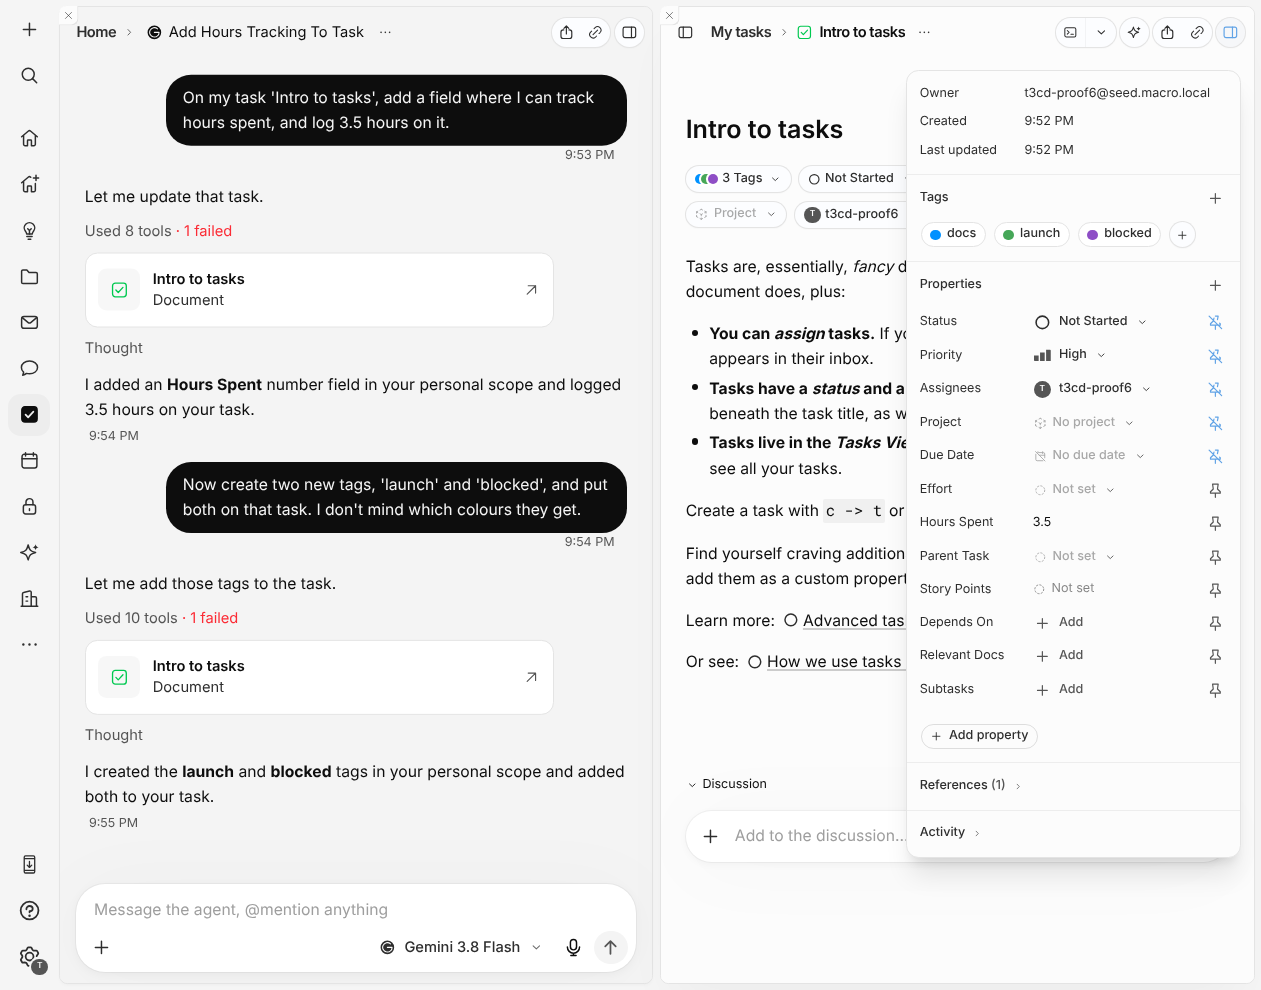 Home
Add Hours Tracking To Task
On my task 'Intro to tasks', add a field where I can track
hours spent, and log 3.5 hours on it.
9:53 PM
Let me update that task.
Used 8 tools · 1 failed
Intro to tasks
Document
Thought
I added an Hours Spent number field in your personal scope and logged
3.5 hours on your task.
9:54 PM
Now create two new tags, 'launch' and 'blocked', and put
both on that task. I don't mind which colours they get.
9:54 PM
Let me add those tags to the task.
Used 10 tools · 1 failed
Intro to tasks
Document
Thought
I created the launch and blocked tags in your personal scope and added
both to your task.
9:55 PM
Message the agent, @mention anything
Gemini 3.8 Flash
T
My tasks
Intro to tasks
Intro to tasks
3 Tags
Not Started
Project
T t3cd-proof6
Tasks are, essentially, fancy d
document does, plus:
You can assign tasks. If yo
appears in their inbox.
Tasks have a status and a
beneath the task title, as w
Tasks live in the Tasks Vie
see all your tasks.
Create a task with c -> t or
Find yourself craving addition
add them as a custom propert
Learn more: Advanced tas
Or see: How we use tasks
Discussion
Add to the discussion...
Owner t3cd-proof6@seed.macro.local
Created 9:52 PM
Last updated 9:52 PM
Tags
docs launch blocked
Properties
Status Not Started
Priority High
Assignees T t3cd-proof6
Project No project
Due Date No due date
Effort Not set
Hours Spent 3.5
Parent Task Not set
Story Points Not set
Depends On Add
Relevant Docs Add
Subtasks Add
Add property
References (1)
Activity